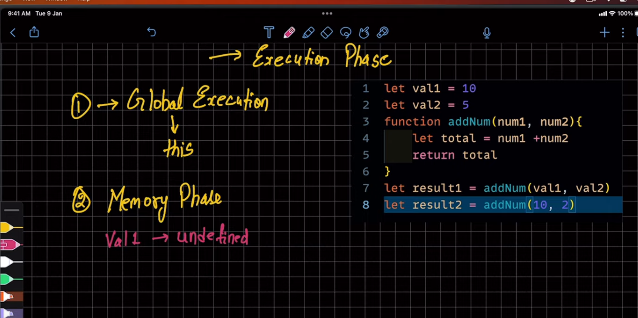 9:41 AM Tue 9 Jan
100%
→ Execution Phase
① → Global Execution
↓
this
② Memory Phase
Val1 → undefined
1 let val1 = 10
2 let val2 = 5
3 function addNum(num1, num2){
4 let total = num1 +num2
5 return total
6 }
7 let result1 = addNum(val1, val2)
8 let result2 = addNum(10, 2)